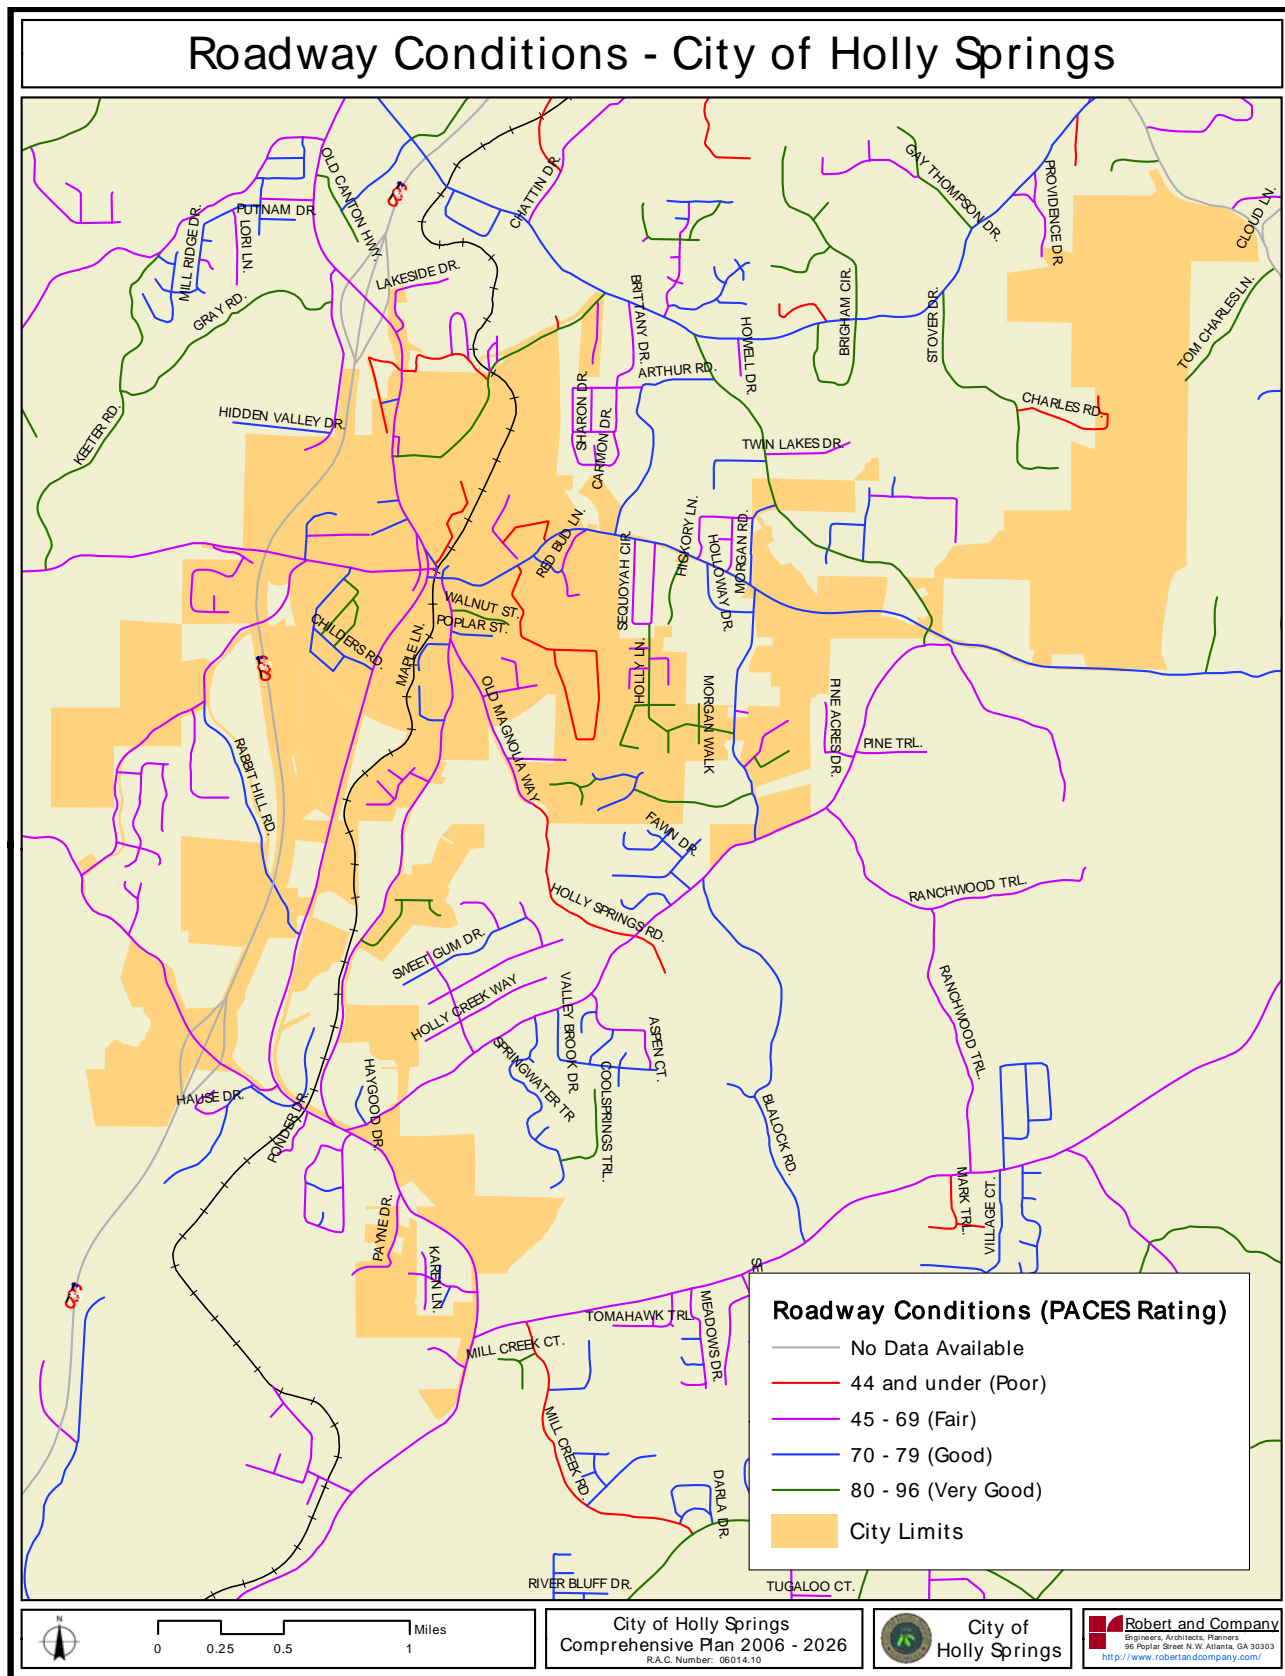 Roadway Conditions - City of Holly Springs
OLD CANTON HWY.
CHATTIN DR.
GAY THOMPSON DR.
PROVIDENCE DR
CLOUD LN.
PUTNAM DR.
LORI LN.
MILL RIDGE DR.
LAKESIDE DR.
GRAY RD.
BRITTANY DR.
HOWELL DR.
BRIGHAM CIR.
STOVER DR.
TOM CHARLES LN.
ARTHUR RD.
SHARON DR.
CARMON DR.
CHARLES RD.
KEETER RD.
HIDDEN VALLEY DR.
TWIN LAKES DR.
RED BUD LN.
SEQUOYAH CIR.
HICKORY LN.
HOLLOWAY DR.
MORGAN RD.
WALNUT ST.
POPLAR ST.
CHILDERS RD.
MAPLE LN.
HOLLY LN.
MORGAN WALK
PINE ACRES DR.
PINE TRL.
OLD MAGNOLIA WAY
RABBIT HILL RD.
FAWN DR.
HOLLY SPRINGS RD.
RANCHWOOD TRL.
SWEET GUM DR.
HOLLY CREEK WAY
VALLEY BROOK DR.
ASPEN CT.
RANCHWOOD TRL.
SPRINGWATER TR
COOLSPRINGS TRL.
HAUSE DR.
PONDER DR.
HAYGOOD DR.
BLALOCK RD.
MARK TRL.
VILLAGE CT.
PAYNE DR.
KAREN LN.
SE
TOMAHAWK TRL.
MEADOWS DR.
MILL CREEK CT.
MILL CREEK RD.
DARLA DR.
RIVER BLUFF DR.
TUGALOO CT.
Roadway Conditions (PACES Rating)
No Data Available
44 and under (Poor)
45 - 69 (Fair)
70 - 79 (Good)
80 - 96 (Very Good)
City Limits
N
Miles
0 0.25 0.5 1
City of Holly Springs
Comprehensive Plan 2006 - 2026
R.A.C. Number: 06014.10
City of
Holly Springs
Robert and Company
Engineers, Architects, Planners
96 Poplar Street N.W. Atlanta, GA 30303
http://www.robertandcompany.com/